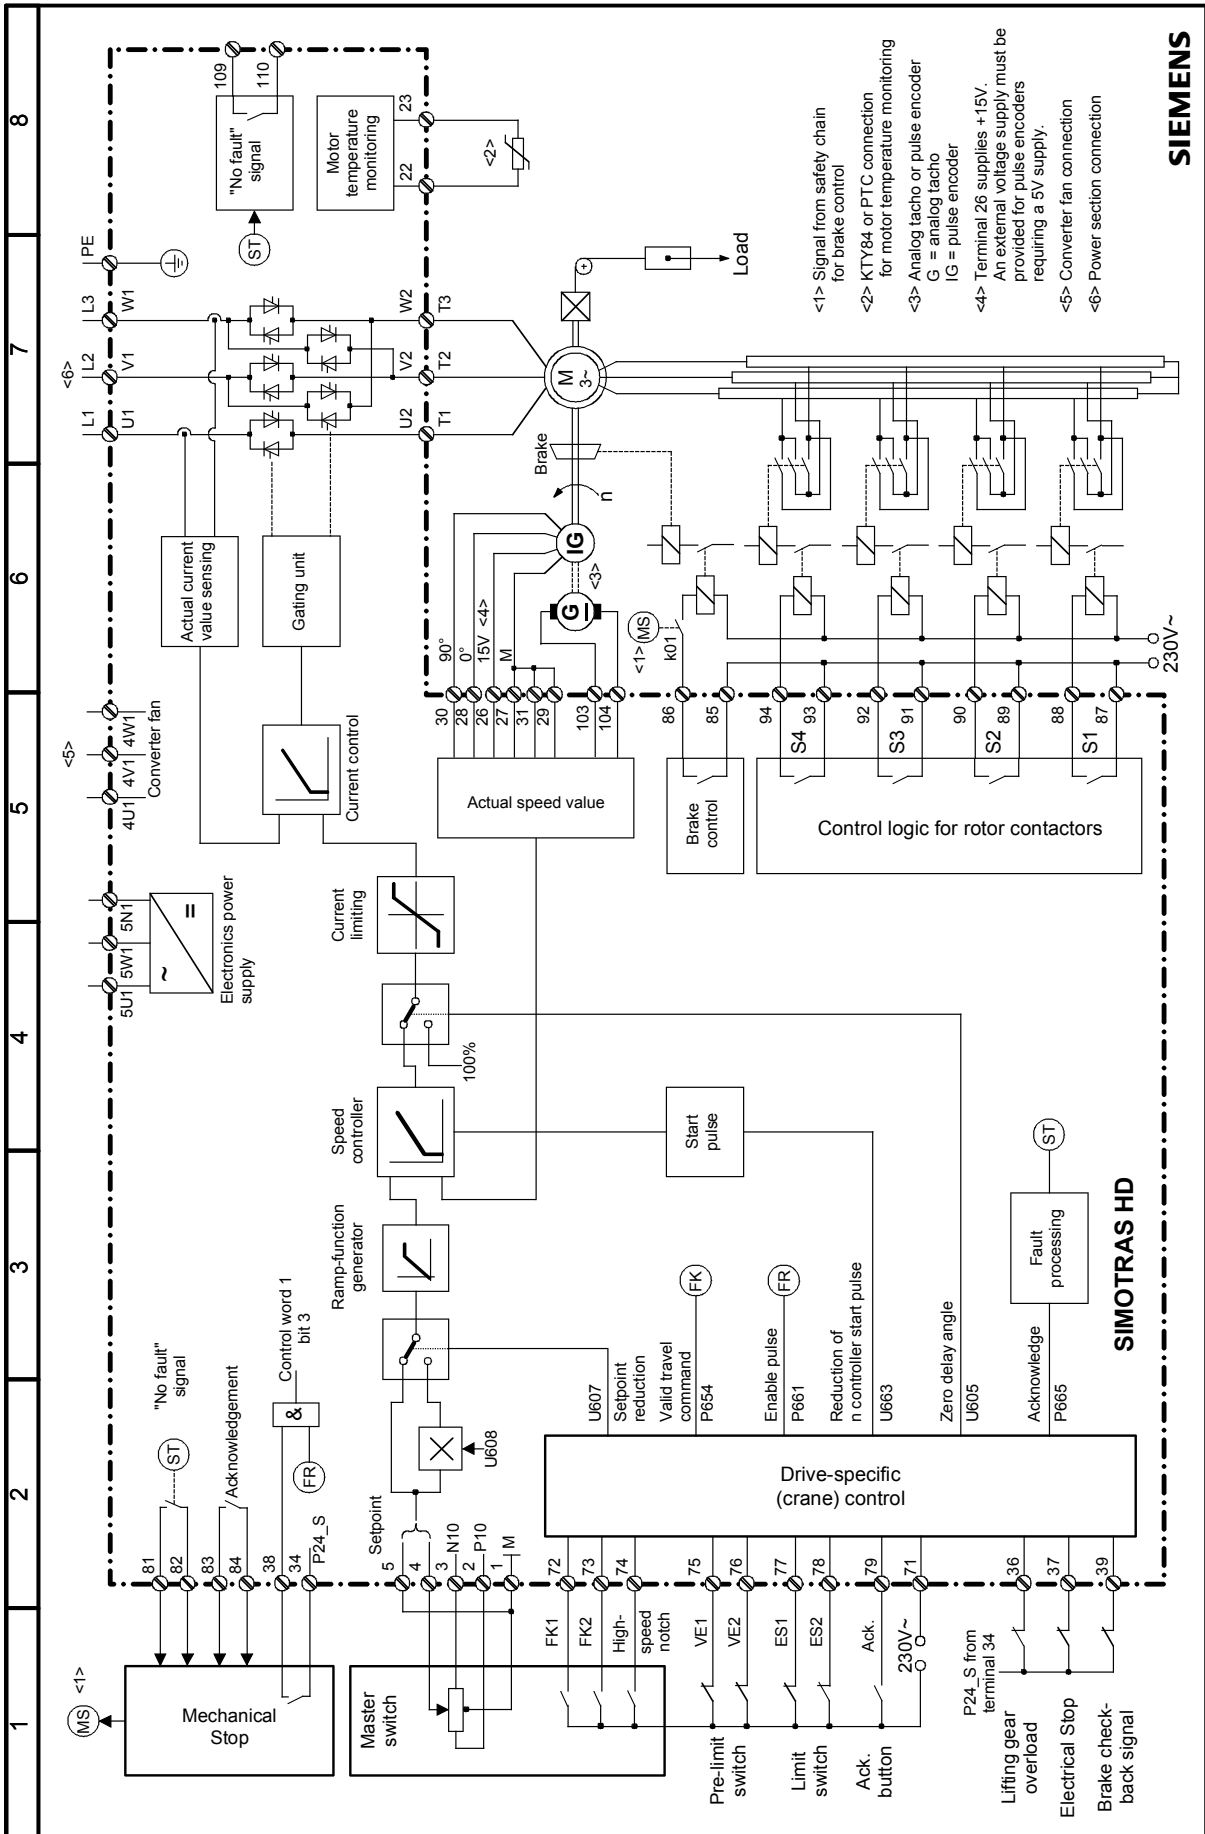 1
2
3
4
5
6
7
8
MS
<1>
Mechanical
Stop
81
82
83
84
38
34
P24_S
ST
"No fault"
signal
Acknowledgement
FR
&
Control word 1
bit 3
5U1
5W1
5N1
~
=
Electronics power
supply
<5>
4U1
4V1
4W1
Converter fan
Actual current
value sensing
Gating unit
Current control
<6>
L1
L2
L3
PE
U1
V1
W1
U2
V2
W2
T1
T2
T3
ST
"No fault"
signal
109
110
Motor
temperature
monitoring
22
23
<2>
Master
switch
5
4
3
2
1
N10
P10
M
Setpoint
U608
Ramp-function
generator
Speed
controller
100%
Current
limiting
Actual speed value
30
28
26
27
31
29
103
104
90°
0°
15V <4>
M
G
IG
<3>
n
Brake
M
3~
Load
FK1
FK2
High-
speed
notch
VE1
VE2
ES1
ES2
Ack.
230V~
72
73
74
75
76
77
78
79
71
36
37
39
Pre-limit
switch
Limit
switch
Ack.
button
P24_S from
terminal 34
Lifting gear
overload
Electrical Stop
Brake check-
back signal
Drive-specific
(crane) control
U607
Setpoint
reduction
Valid travel
command
P654
FK
Enable pulse
P661
FR
Reduction of
n controller start pulse
U663
Zero delay angle
U605
Acknowledge
P665
Start
pulse
Fault
processing
ST
SIMOTRAS HD
Brake
control
86
85
<1>
MS
k01
Control logic for rotor contactors
94
S4
93
92
S3
91
90
S2
89
88
S1
87
230V~
<1> Signal from safety chain
for brake control
<2> KTY84 or PTC connection
for motor temperature monitoring
<3> Analog tacho or pulse encoder
G = analog tacho
IG = pulse encoder
<4> Terminal 26 supplies +15V.
An external voltage supply must be
provided for pulse encoders
requiring a 5V supply.
<5> Converter fan connection
<6> Power section connection
SIEMENS